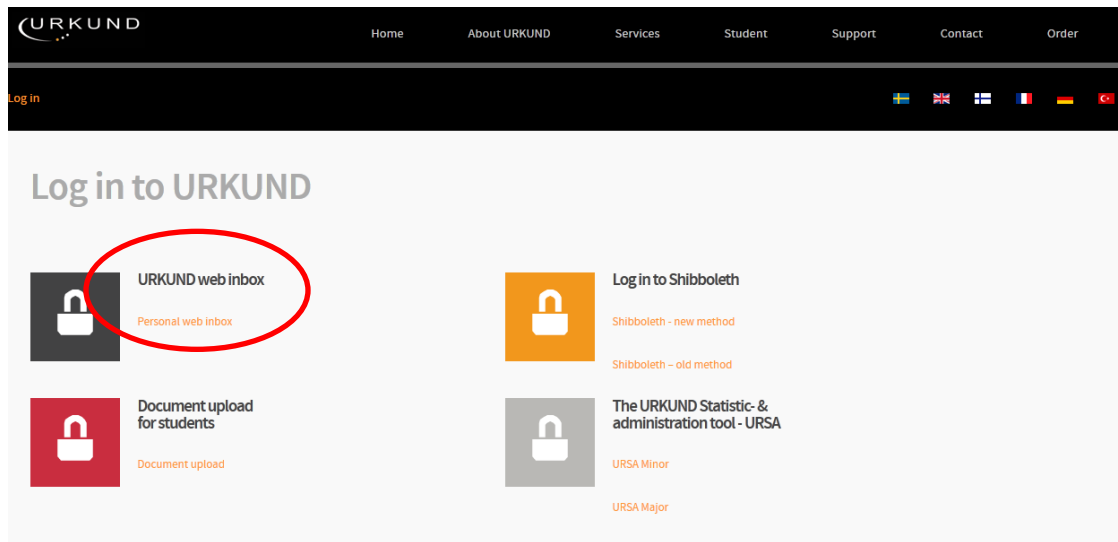 URKUND
Home About URKUND Services Student Support Contact Order
Log in
Log in to URKUND
URKUND web inbox
Personal web inbox
Log in to Shibboleth
Shibboleth - new method
Shibboleth – old method
Document upload
for students
Document upload
The URKUND Statistic- &
administration tool - URSA
URSA Minor
URSA Major